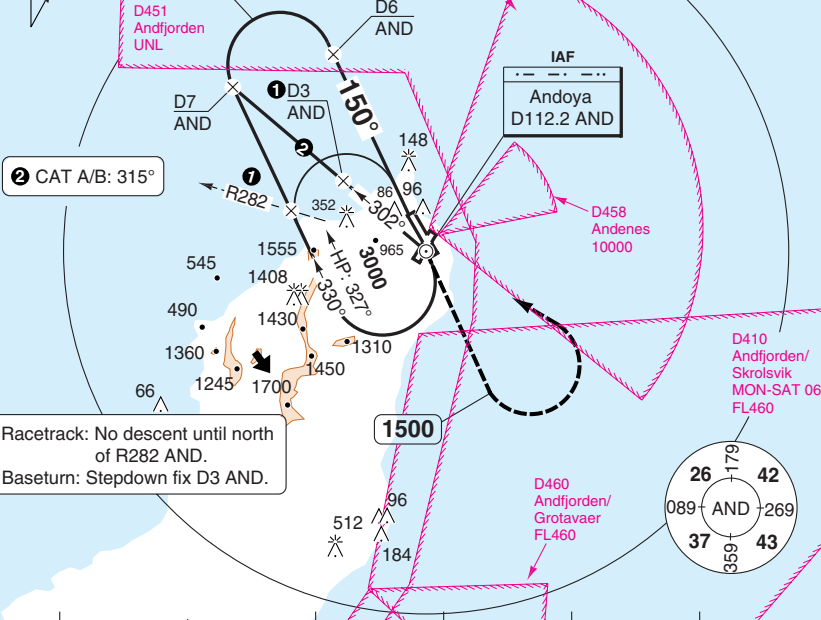 D451
Andfjorden
UNL
D6
AND
IAF
Andoya
D112.2 AND
D7
AND
1 D3
AND
150°
148
2
2 CAT A/B: 315°
1
R282
352
86
96
302°
D458
Andenes
10000
965
3000
HP: 327°
330°
1555
545
1408
490
1430
1310
1360
1450
1245
1700
66
D410
Andfjorden/
Skrolsvik
MON-SAT 06
FL460
1500
Racetrack: No descent until north
of R282 AND.
Baseturn: Stepdown fix D3 AND.
179
26
42
089
AND
269
37
43
359
D460
Andfjorden/
Grotavaer
FL460
96
512
184